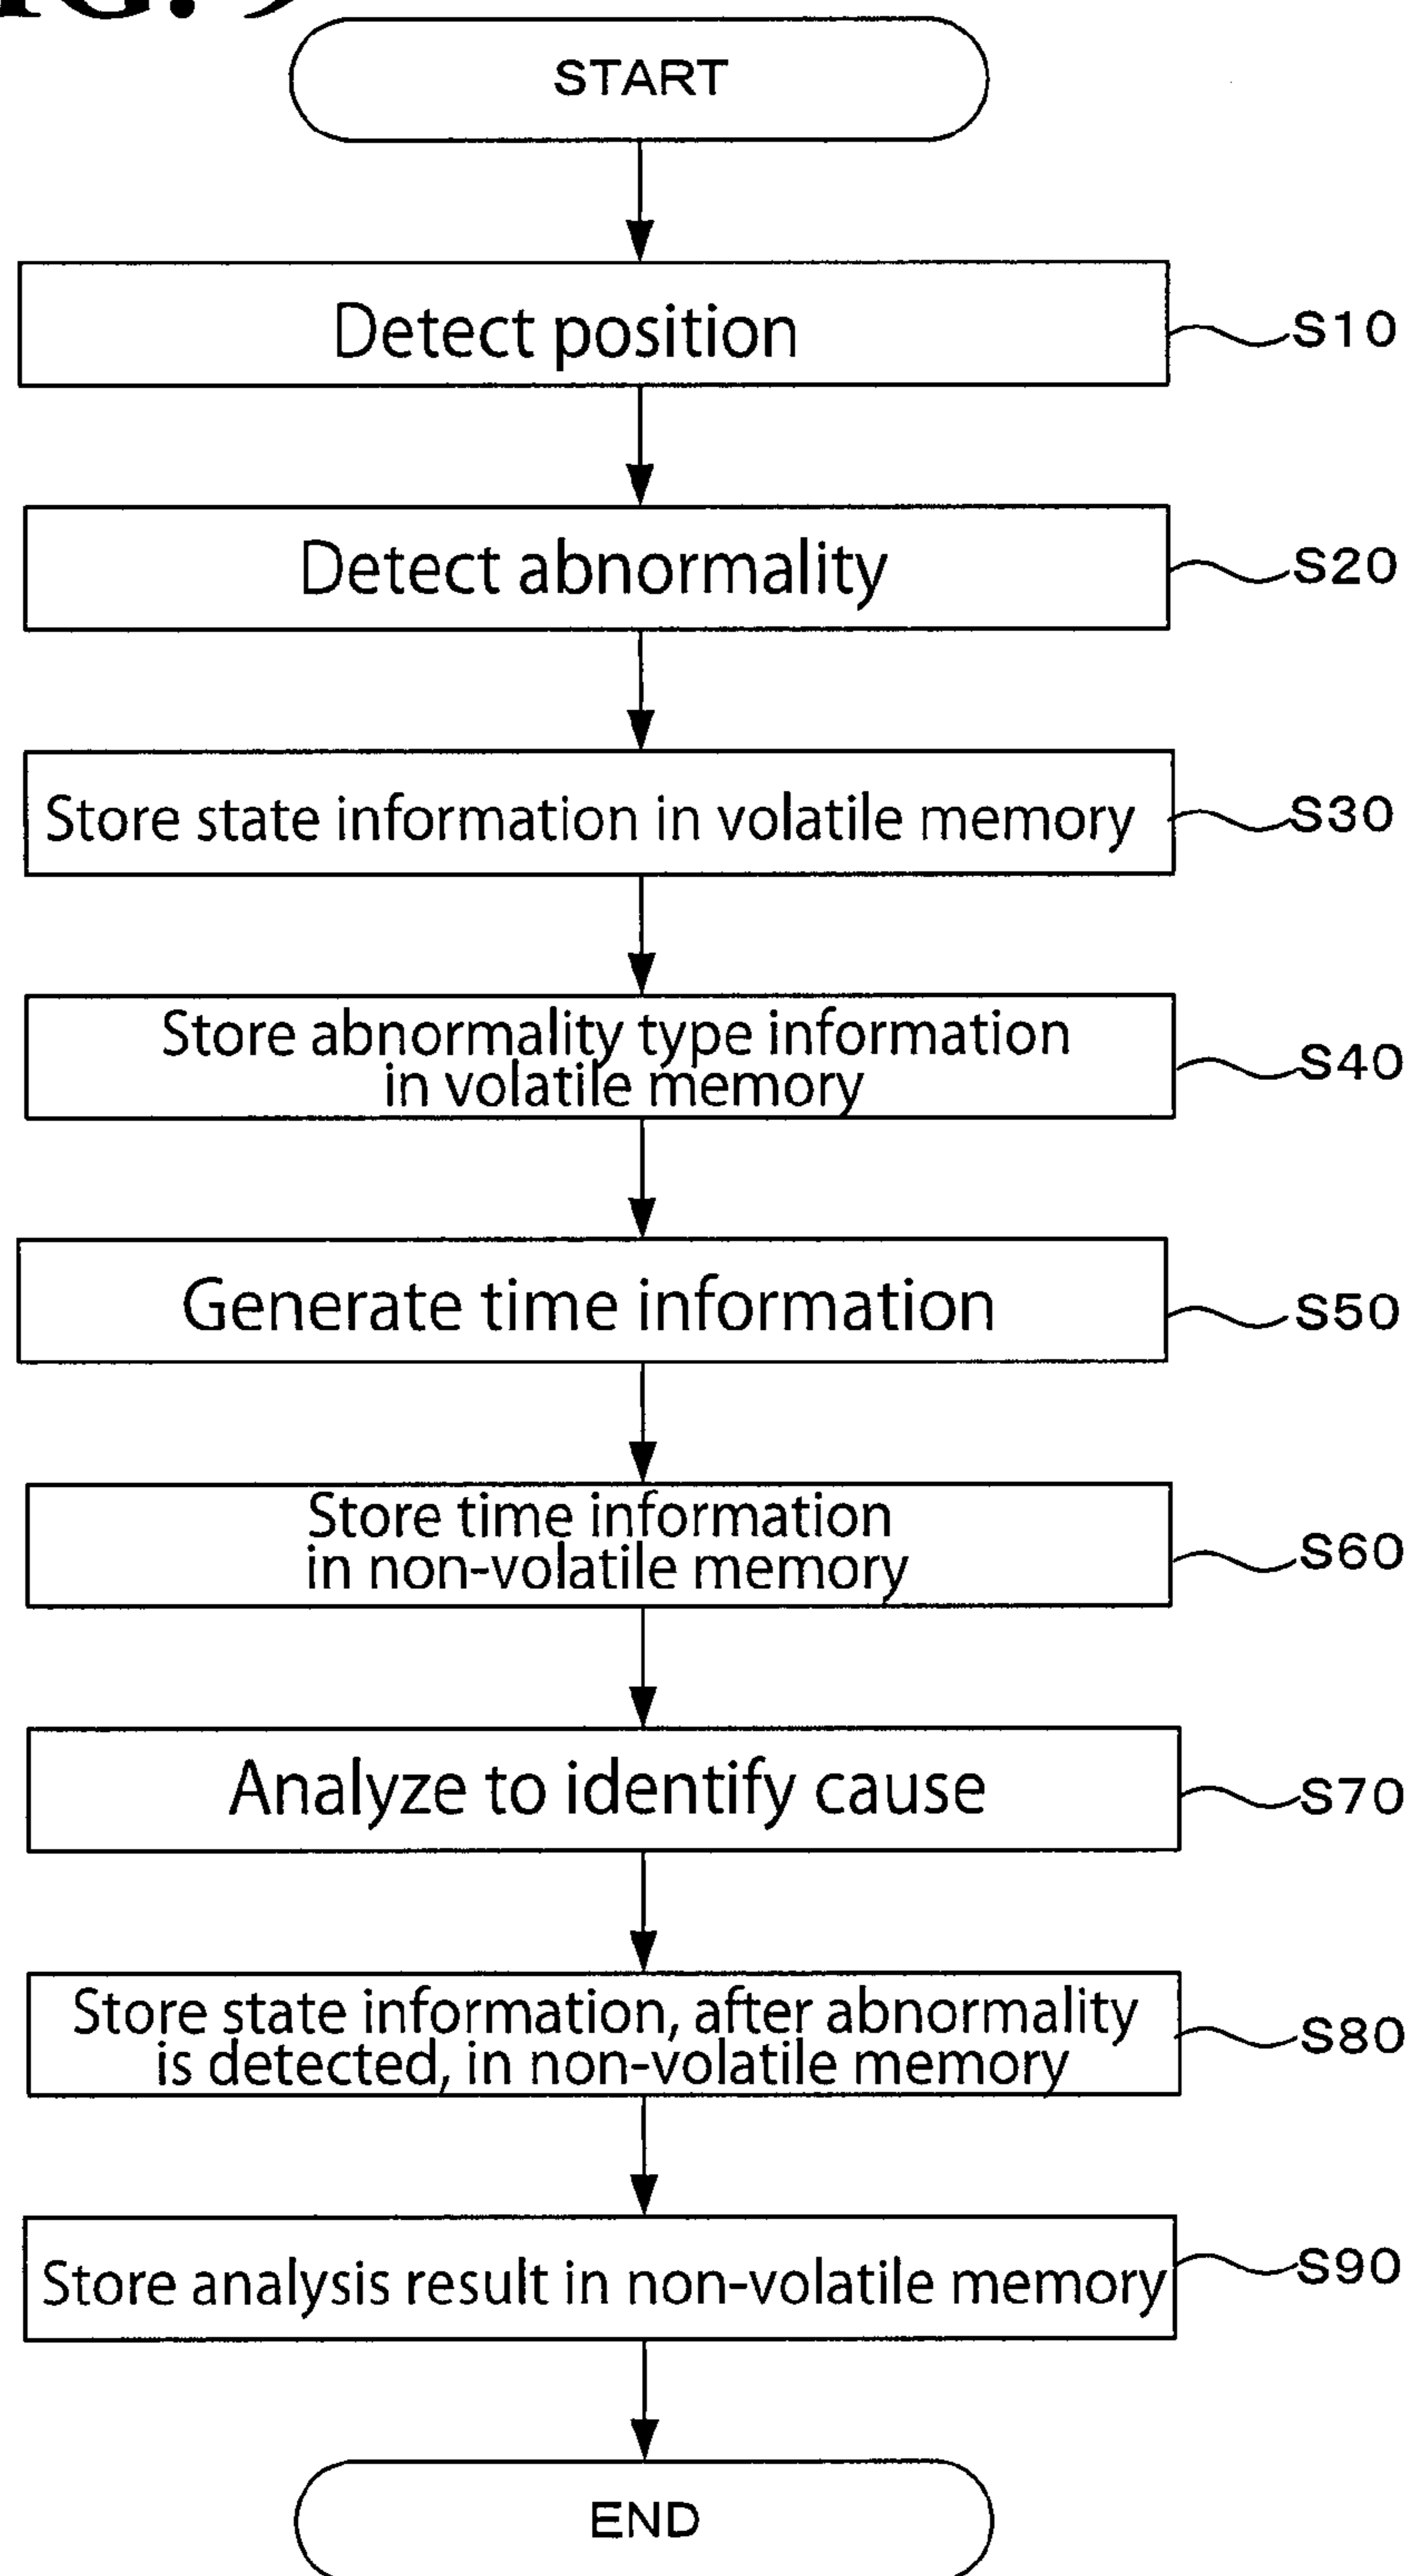 FIG. 9
START
Detect position
S10
Detect abnormality
S20
Store state information in volatile memory
S30
Store abnormality type information
in volatile memory
S40
Generate time information
S50
Store time information
in non-volatile memory
S60
Analyze to identify cause
S70
Store state information, after abnormality
is detected, in non-volatile memory
S80
Store analysis result in non-volatile memory
S90
END